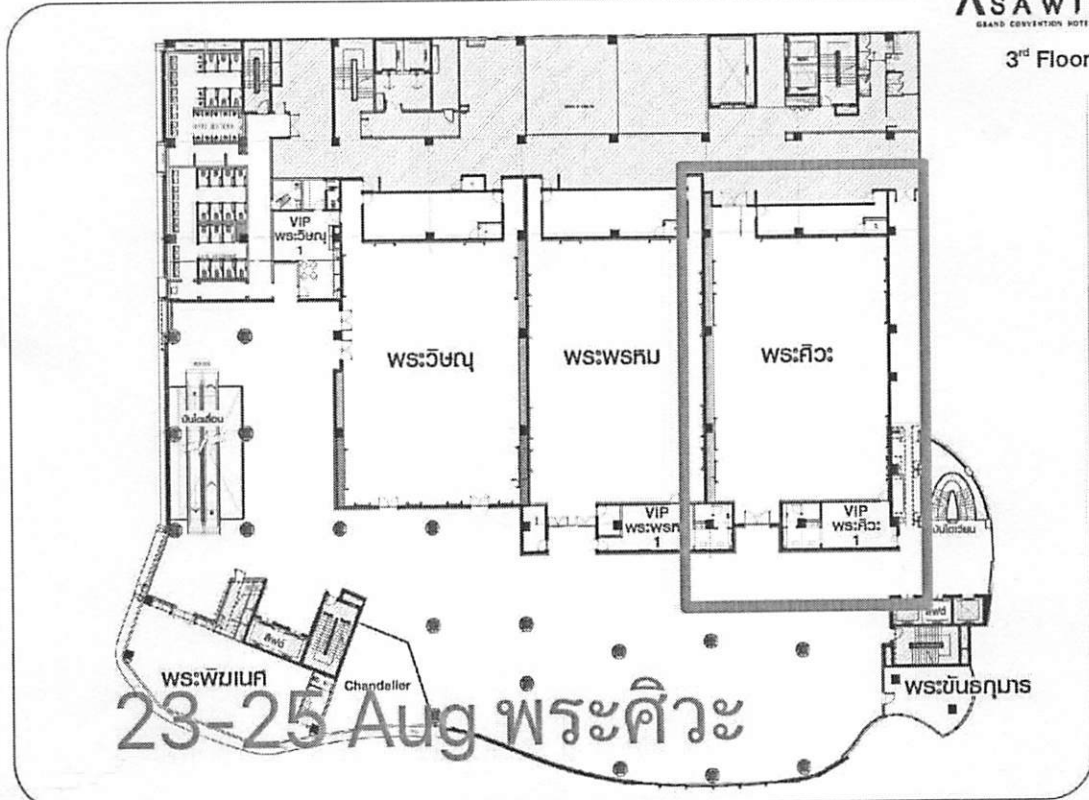 ASAWI
GRAND CONVENTION HOTE
3rd Floor
VIP
พระวิษณุ
1
พระวิษณุ
พระพรหม
พระศิวะ
บันไดเลื่อน
VIP
พระพรห
1
VIP
พระศิวะ
1
บันไดเวียน
ลิฟต์
ลิฟต์
พระพิฆเนศ
Chandelier
พระขันธกุมาร
23-25 Aug พระศิวะ